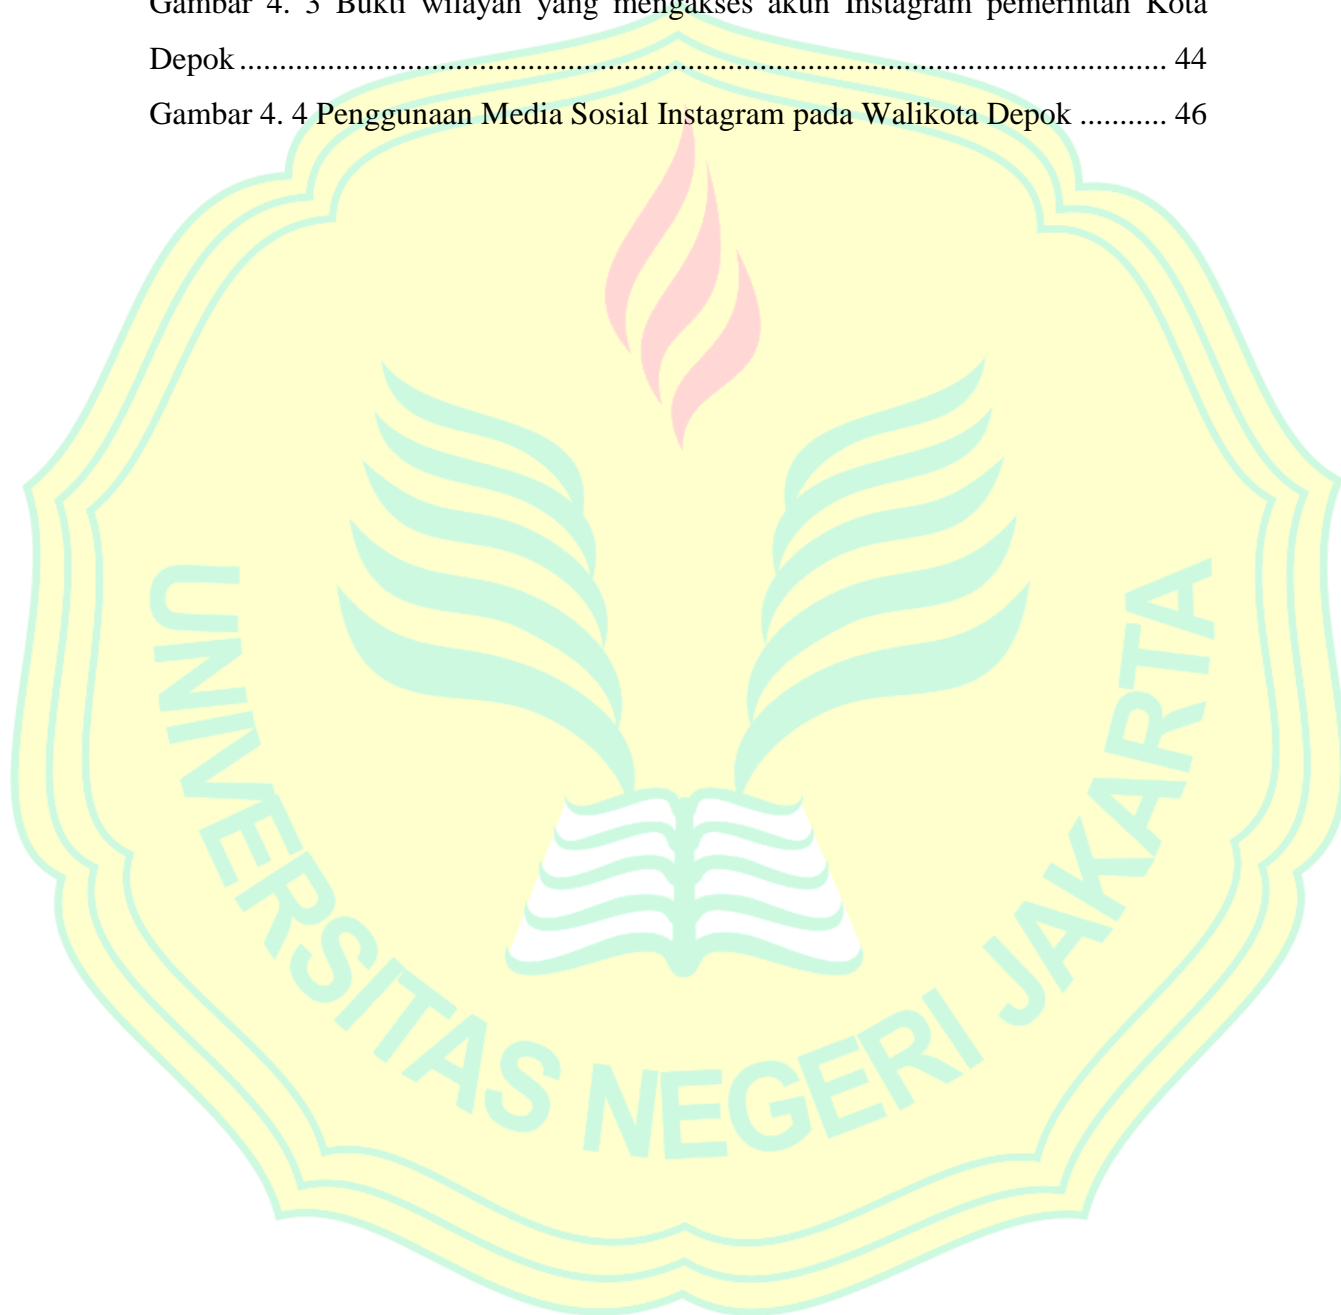 Gambar 4. 3 Bukti wilayah yang mengakses akun Instagram pemerintah Kota
Depok.................................................................................................................... 44
Gambar 4. 4 Penggunaan Media Sosial Instagram pada Walikota Depok ........... 46
UNIVERSITAS NEGERI JAKARTA